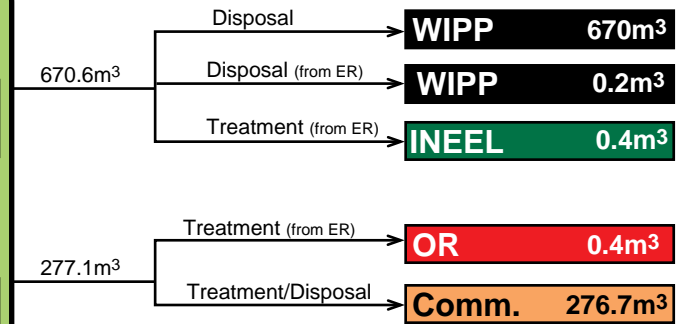 Disposal
WIPP 670m³
670.6m³
Disposal (from ER)
WIPP 0.2m³
Treatment (from ER)
INEEL 0.4m³
Treatment (from ER)
OR 0.4m³
277.1m³
Treatment/Disposal
Comm. 276.7m³